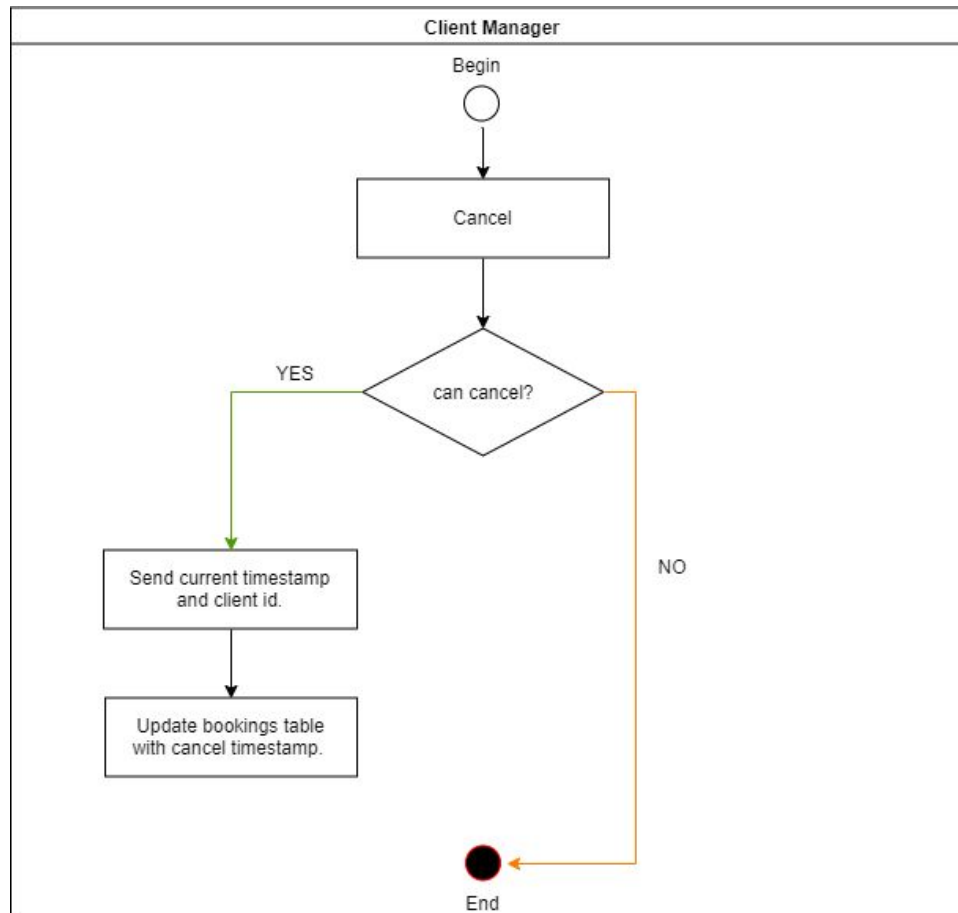 Client Manager
Begin
Cancel
YES
can cancel?
Send current timestamp
and client id.
NO
Update bookings table
with cancel timestamp.
End